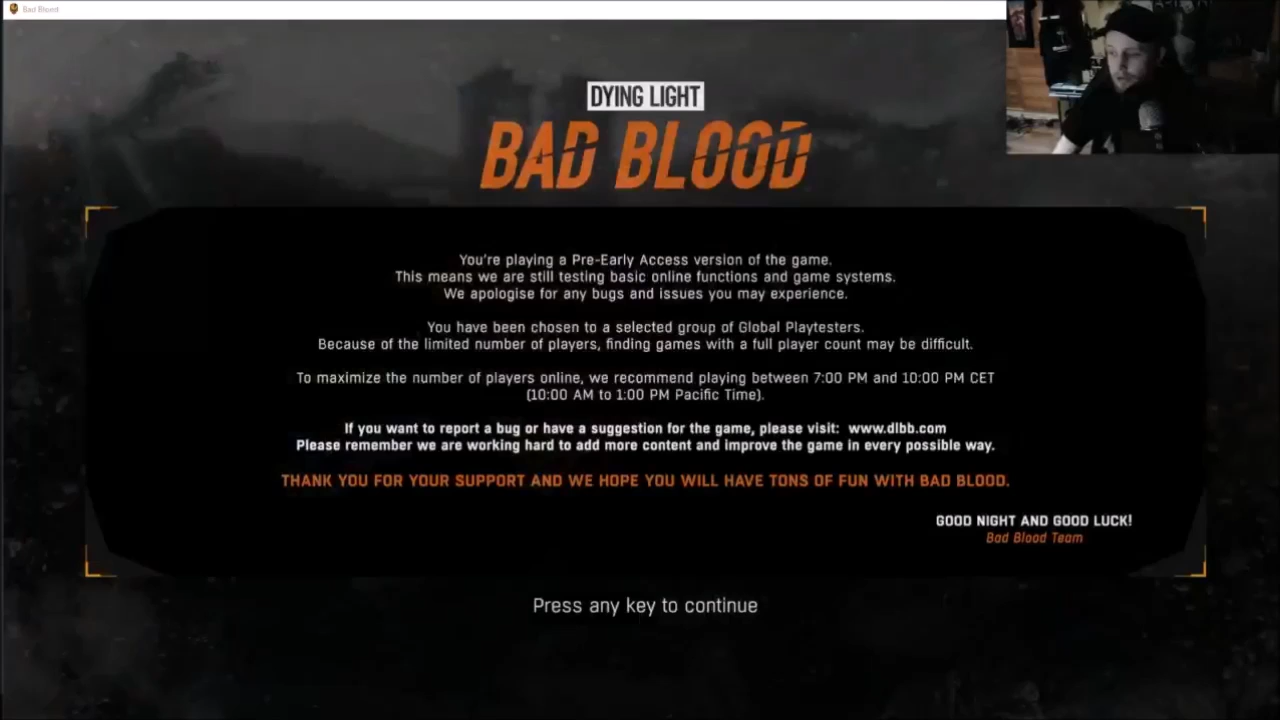 Bad Blood
DYING LIGHT
BAD BLOOD
You're playing a Pre-Early Access version of the game.
This means we are still testing basic online functions and game systems.
We apologise for any bugs and issues you may experience.
You have been chosen to a selected group of Global Playtesters.
Because of the limited number of players, finding games with a full player count may be difficult.
To maximize the number of players online, we recommend playing between 7:00 PM and 10:00 PM CET
(10:00 AM to 1:00 PM Pacific Time).
If you want to report a bug or have a suggestion for the game, please visit: www.dlbb.com
Please remember we are working hard to add more content and improve the game in every possible way.
THANK YOU FOR YOUR SUPPORT AND WE HOPE YOU WILL HAVE TONS OF FUN WITH BAD BLOOD.
GOOD NIGHT AND GOOD LUCK!
Bad Blood Team
Press any key to continue